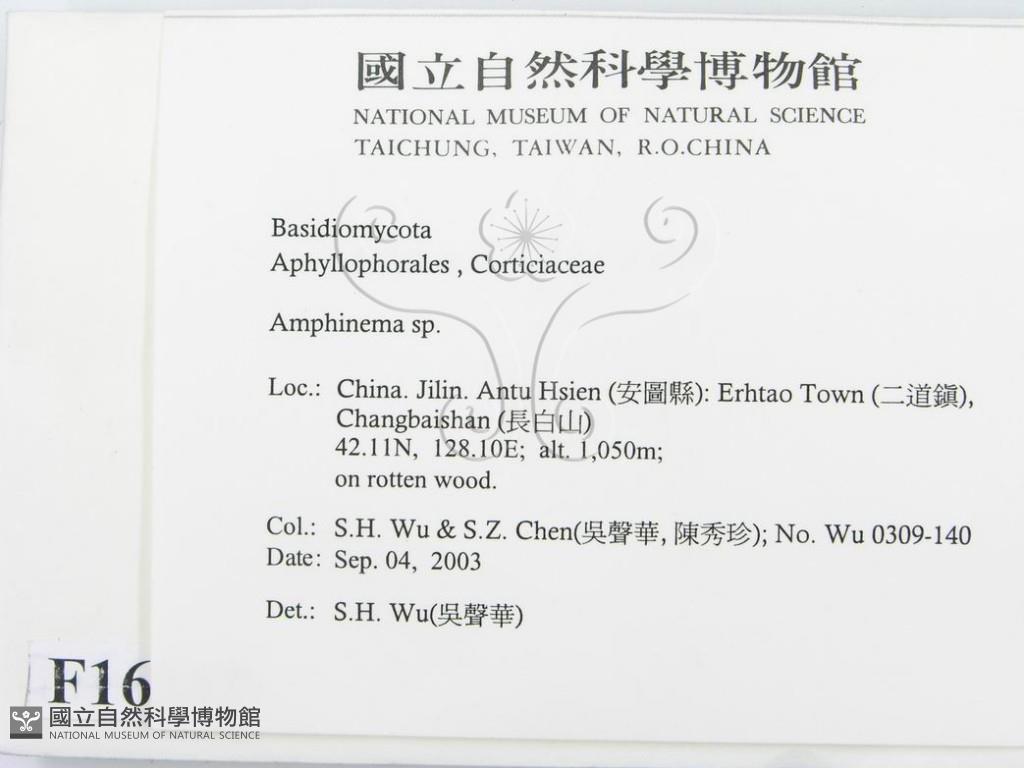 國立自然科學博物館
NATIONAL MUSEUM OF NATURAL SCIENCE
TAICHUNG, TAIWAN, R.O.CHINA
Basidiomycota
Aphyllophorales , Corticiaceae
Amphinema sp.
Loc.: China. Jilin. Antu Hsien (安圖縣): Erhtao Town (二道鎭),
Changbaishan (長白山)
42.11N, 128.10E; alt. 1,050m;
on rotten wood.
Col.: S.H. Wu & S.Z. Chen(吳聲華, 陳秀珍); No. Wu 0309-140
Date: Sep. 04, 2003
Det.: S.H. Wu(吳聲華)
F16
國立自然科學博物館
NATIONAL MUSEUM OF NATURAL SCIENCE